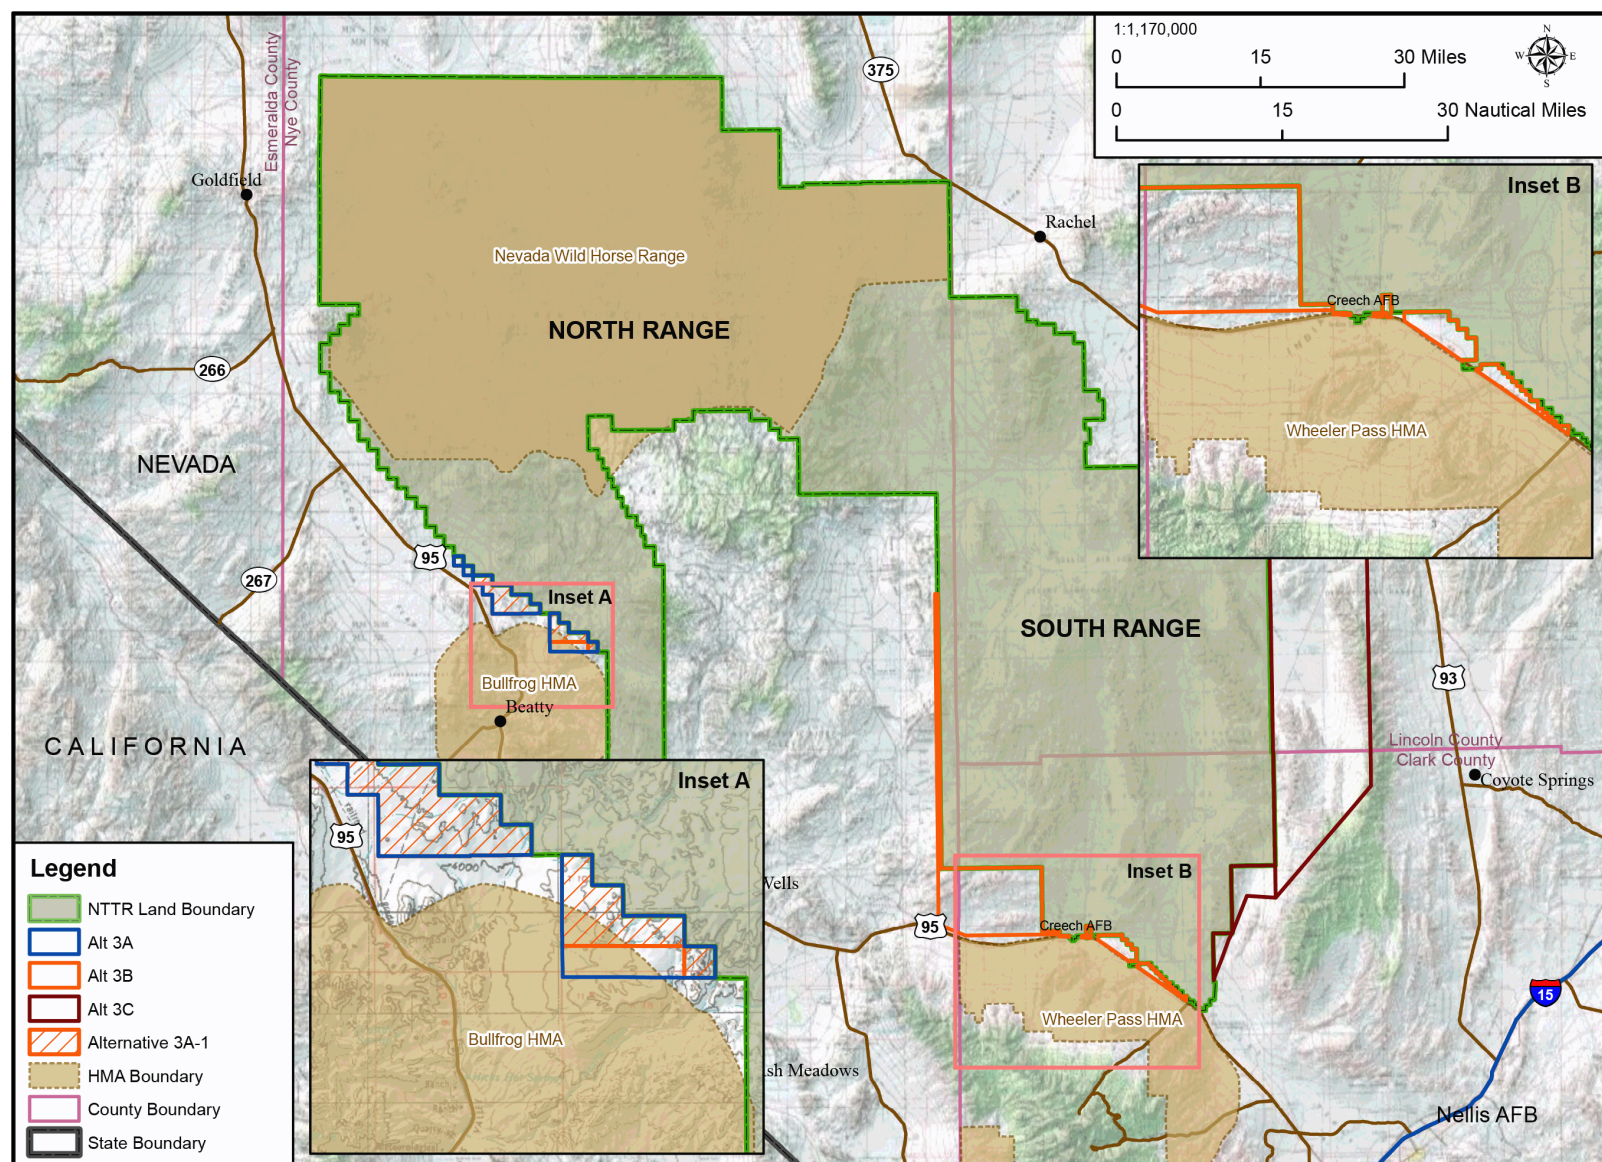 1:1,170,000
0 15 30 Miles
0 15 30 Nautical Miles
N
W E
S
Esmeralda County
Nye County
375
Goldfield
Rachel
Nevada Wild Horse Range
NORTH RANGE
266
NEVADA
95
267
Inset A
Bullfrog HMA
Beatty
CALIFORNIA
SOUTH RANGE
93
Lincoln County
Clark County
Coyote Springs
Inset B
Creech AFB
Wheeler Pass HMA
Inset B
Creech AFB
95
Wheeler Pass HMA
Wells
sh Meadows
15
Nellis AFB
Inset A
95
4000
Bullfrog HMA
Legend
NTTR Land Boundary
Alt 3A
Alt 3B
Alt 3C
Alternative 3A-1
HMA Boundary
County Boundary
State Boundary